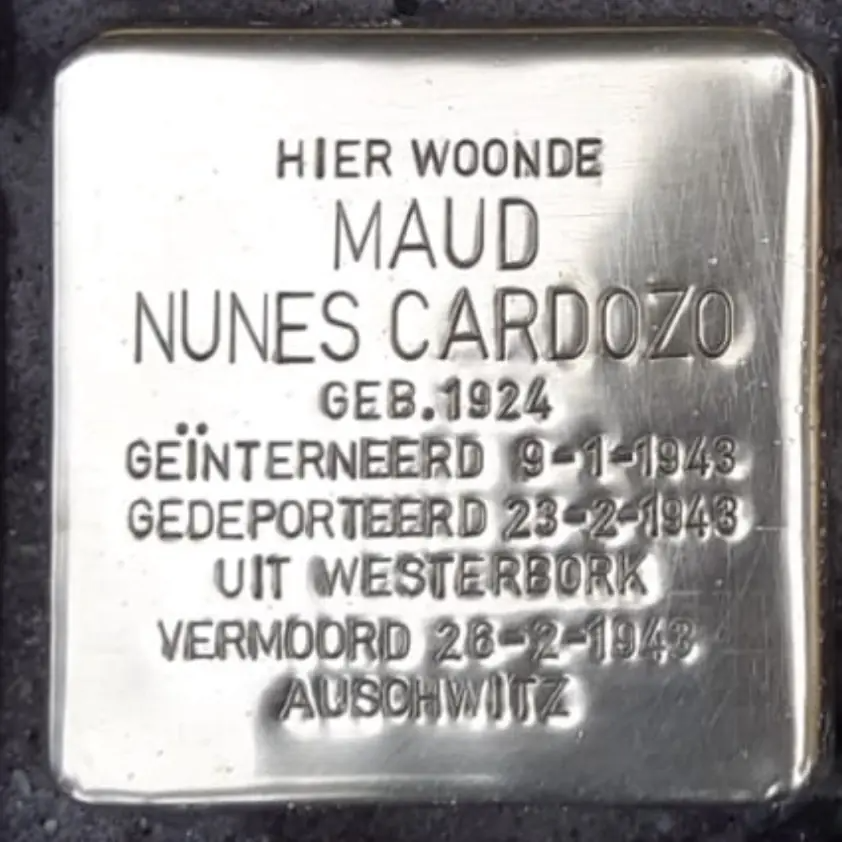 HIER WOONDE
MAUD
NUNES CARDOZO
GEB.1924
GEÏNTERNEERD 9-1-1943
GEDEPORTEERD 23-2-1943
UIT WESTERBORK
VERMOORD 26-2-1943
AUSCHWITZ